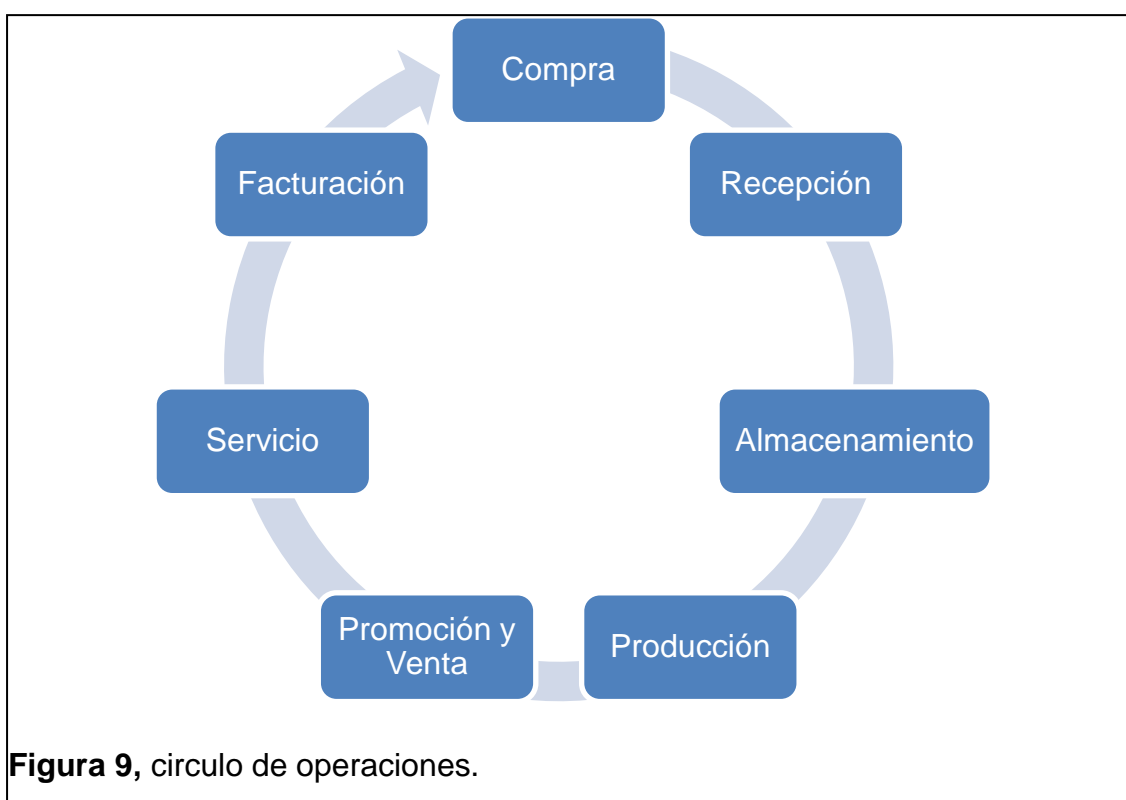 Compra
Recepción
Almacenamiento
Producción
Promoción y
Venta
Servicio
Facturación
Figura 9, circulo de operaciones.